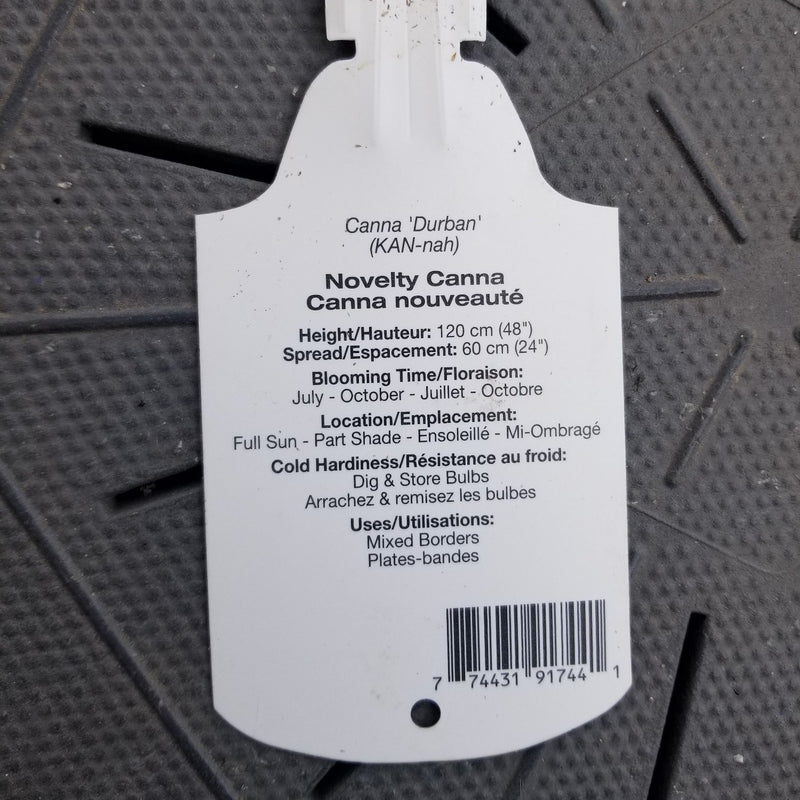 Canna 'Durban'
(KAN-nah)
Novelty Canna
Canna nouveauté
Height/Hauteur: 120 cm (48")
Spread/Espacement: 60 cm (24")
Blooming Time/Floraison:
July - October - Juillet - Octobre
Location/Emplacement:
Full Sun - Part Shade - Ensoleillé - Mi-Ombragé
Cold Hardiness/Résistance au froid:
Dig & Store Bulbs
Arrachez & remisez les bulbes
Uses/Utilisations:
Mixed Borders
Plates-bandes
7 74431 91744 1